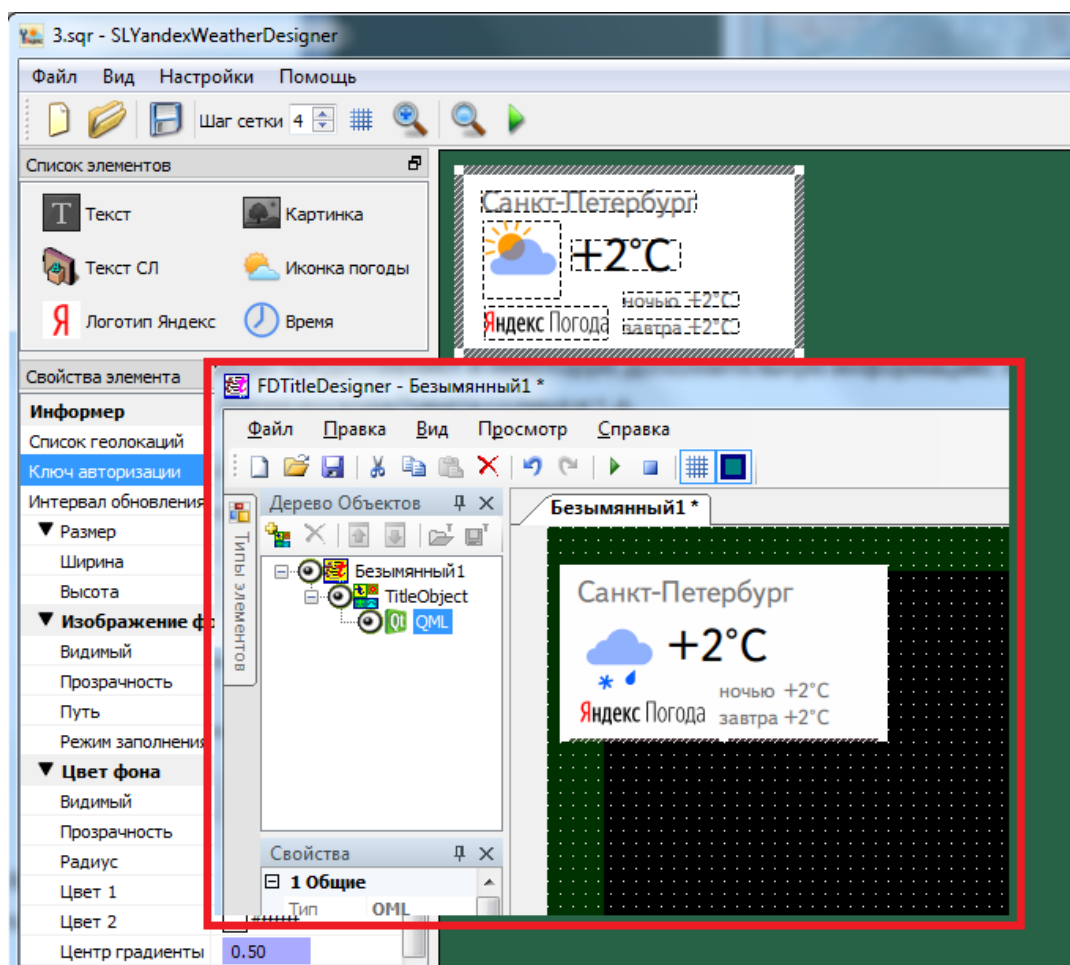 3.sqr - SLYandexWeatherDesigner
Файл Вид Настройки Помощь
Шаг сетки 4
Список элементов
Текст Картинка
Текст СЛ Иконка погоды
Я Логотип Яндекс Время
Санкт-Петербург
+2°C
ночью +2°C
Яндекс Погода завтра +2°C
Свойства элемента
Информер
Список геолокаций
Ключ авторизации
Интервал обновления
Размер
Ширина
Высота
Изображение фо
Видимый
Прозрачность
Путь
Режим заполнения
Цвет фона
Видимый
Прозрачность
Радиус
Цвет 1
Цвет 2
Центр градиенты 0.50
FDTitleDesigner - Безымянный1 *
Файл Правка Вид Просмотр Справка
Типы элементов
Дерево Объектов
Безымянный1
TitleObject
Qt QML
Свойства
1 Общие
Тип QML
Безымянный1 *
Санкт-Петербург
+2°C
ночью +2°C
Яндекс Погода завтра +2°C